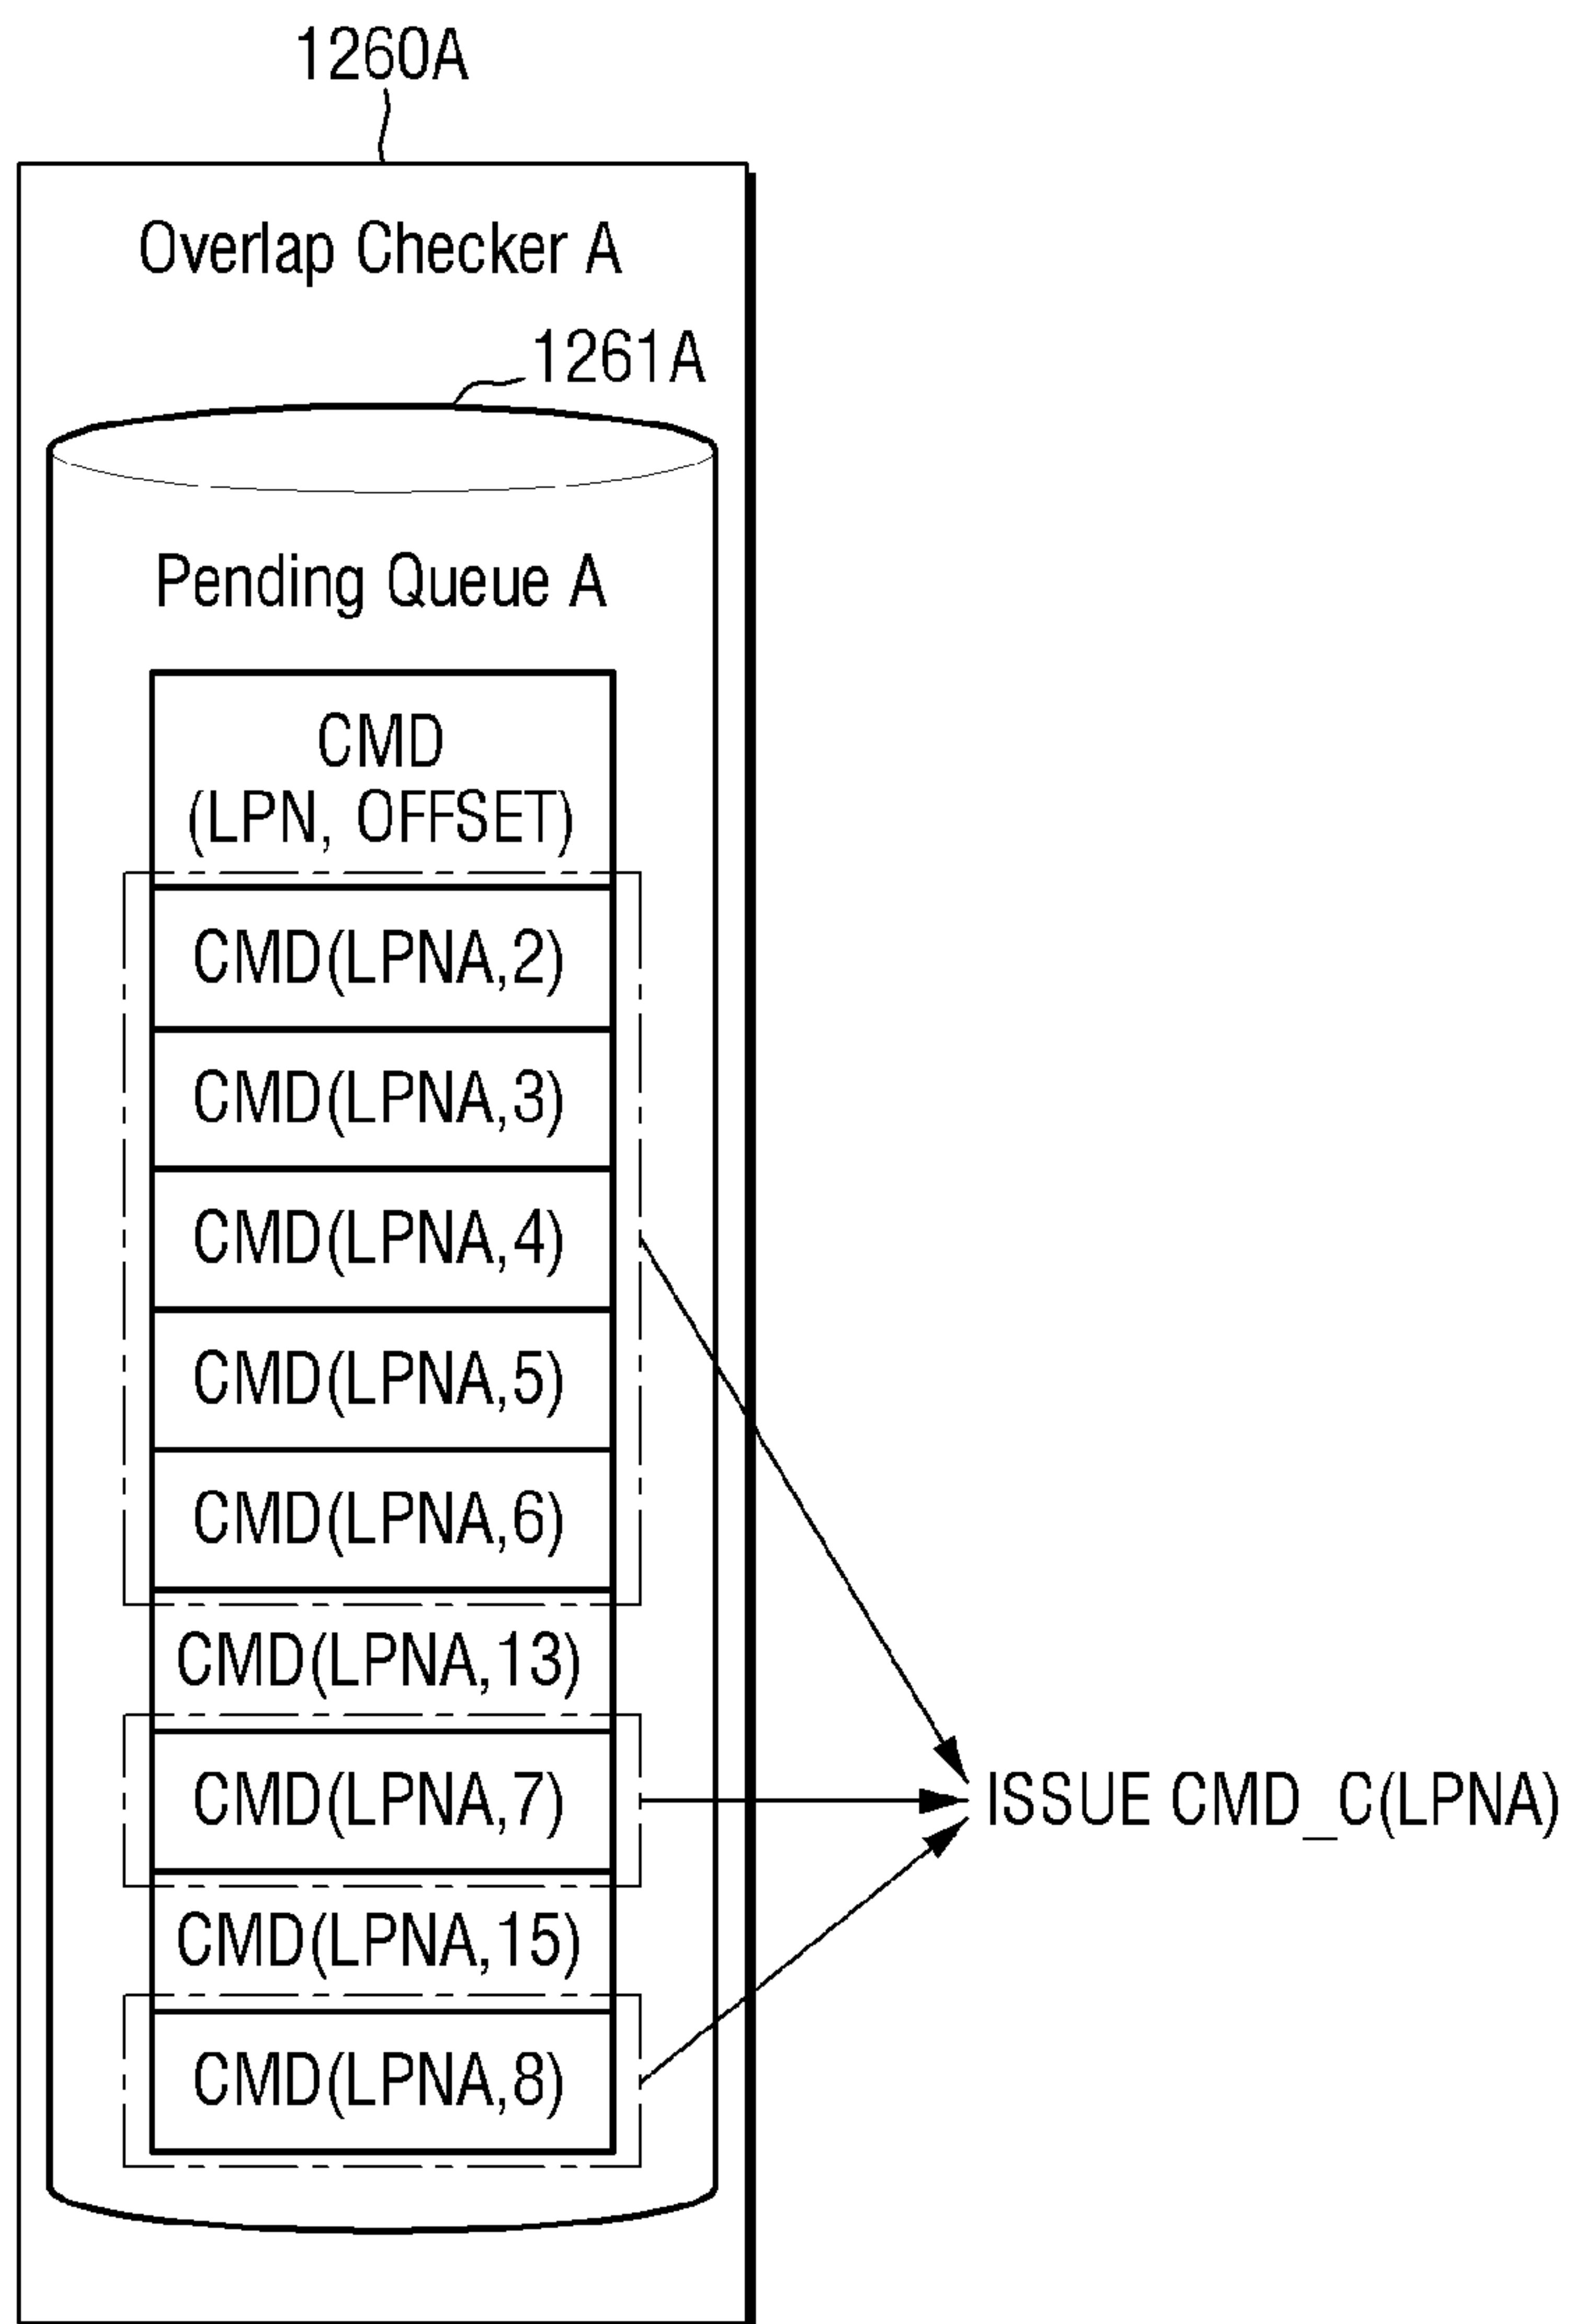 1260A
Overlap Checker A
1261A
Pending Queue A
CMD
(LPN, OFFSET)
CMD(LPNA,2)
CMD(LPNA,3)
CMD(LPNA,4)
CMD(LPNA,5)
CMD(LPNA,6)
CMD(LPNA,13)
CMD(LPNA,7)
ISSUE CMD_C(LPNA)
CMD(LPNA,15)
CMD(LPNA,8)